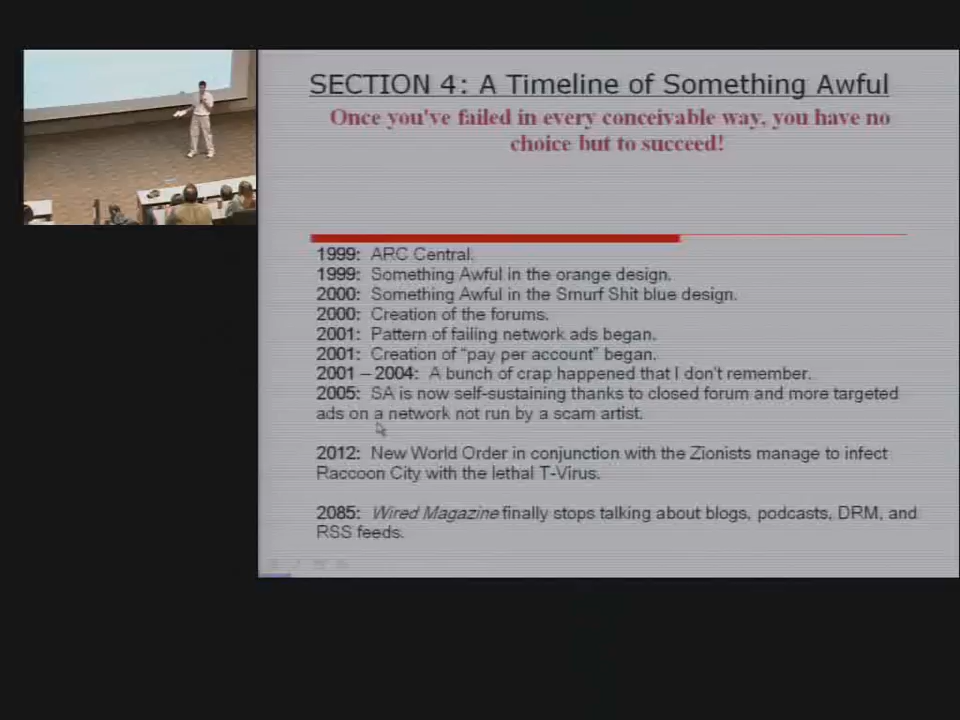 SECTION 4: A Timeline of Something Awful
Once you've failed in every conceivable way, you have no
choice but to succeed!
1999: ARC Central.
1999: Something Awful in the orange design.
2000: Something Awful in the Smurf Shit blue design.
2000: Creation of the forums.
2001: Pattern of failing network ads began.
2001: Creation of “pay per account” began.
2001 – 2004: A bunch of crap happened that I don't remember.
2005: SA is now self-sustaining thanks to closed forum and more targeted
ads on a network not run by a scam artist.
2012: New World Order in conjunction with the Zionists manage to infect
Raccoon City with the lethal T-Virus.
2085: Wired Magazine finally stops talking about blogs, podcasts, DRM, and
RSS feeds.